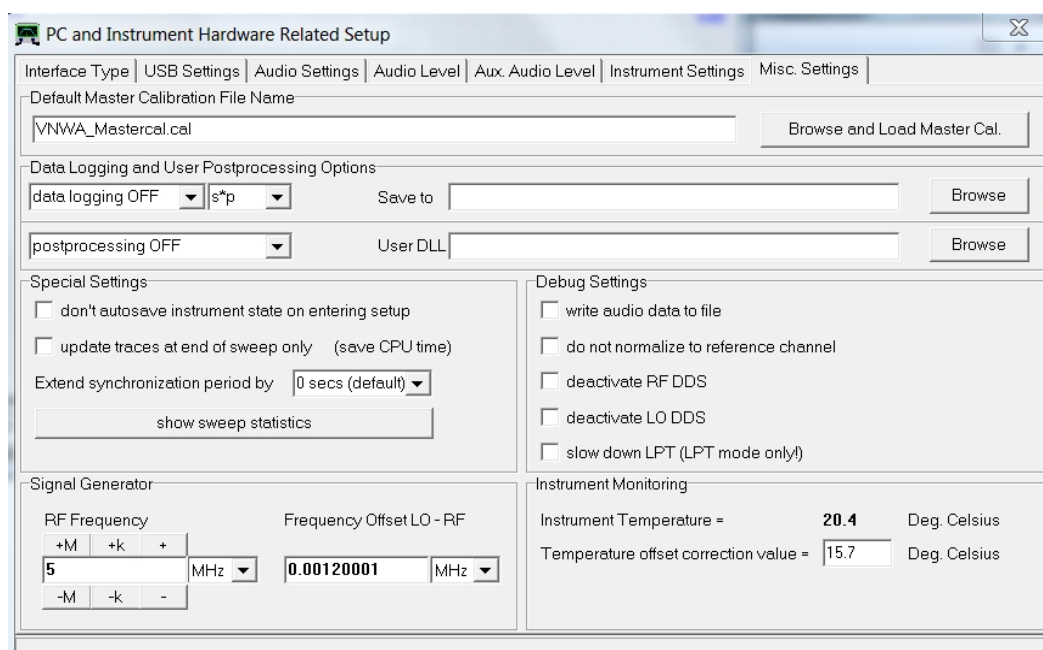 PC and Instrument Hardware Related Setup
Interface Type USB Settings Audio Settings Audio Level Aux. Audio Level Instrument Settings Misc. Settings
Default Master Calibration File Name
VNWA_Mastercal.cal Browse and Load Master Cal.
Data Logging and User Postprocessing Options
data logging OFF s*p Save to Browse
postprocessing OFF User DLL Browse
Special Settings
don't autosave instrument state on entering setup
update traces at end of sweep only (save CPU time)
Extend synchronization period by 0 secs (default)
show sweep statistics
Debug Settings
write audio data to file
do not normalize to reference channel
deactivate RF DDS
deactivate LO DDS
slow down LPT (LPT mode only!)
Signal Generator
RF Frequency Frequency Offset LO - RF
+M +k +
5 MHz 0.00120001 MHz
-M -k -
Instrument Monitoring
Instrument Temperature = 20.4 Deg. Celsius
Temperature offset correction value = 15.7 Deg. Celsius